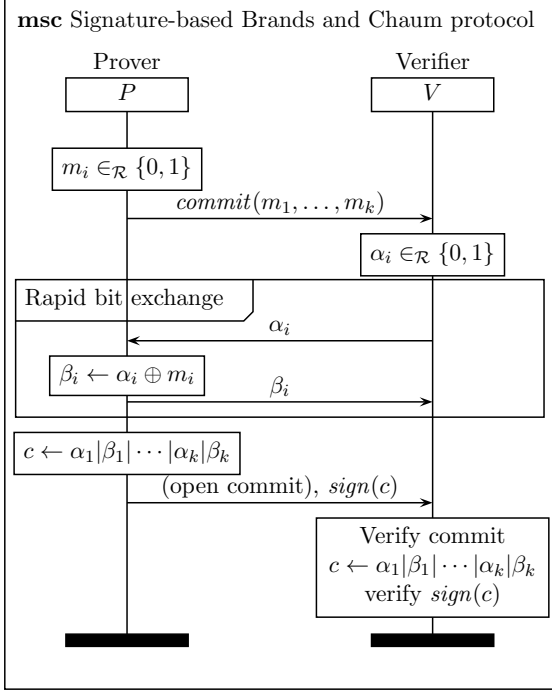 msc Signature-based Brands and Chaum protocol
Prover
Verifier
P
V
m_i ∈_R {0, 1}
commit(m_1, . . . , m_k)
α_i ∈_R {0, 1}
Rapid bit exchange
α_i
β_i ← α_i ⊕ m_i
β_i
c ← α_1|β_1| · · · |α_k|β_k
(open commit), sign(c)
Verify commit
c ← α_1|β_1| · · · |α_k|β_k
verify sign(c)